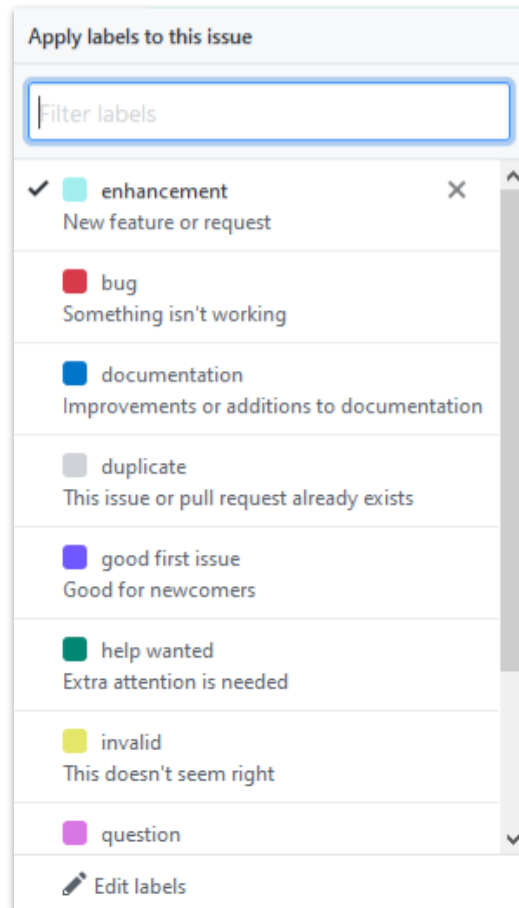 Apply labels to this issue
Filter labels
enhancement
New feature or request
bug
Something isn't working
documentation
Improvements or additions to documentation
duplicate
This issue or pull request already exists
good first issue
Good for newcomers
help wanted
Extra attention is needed
invalid
This doesn't seem right
question
Edit labels